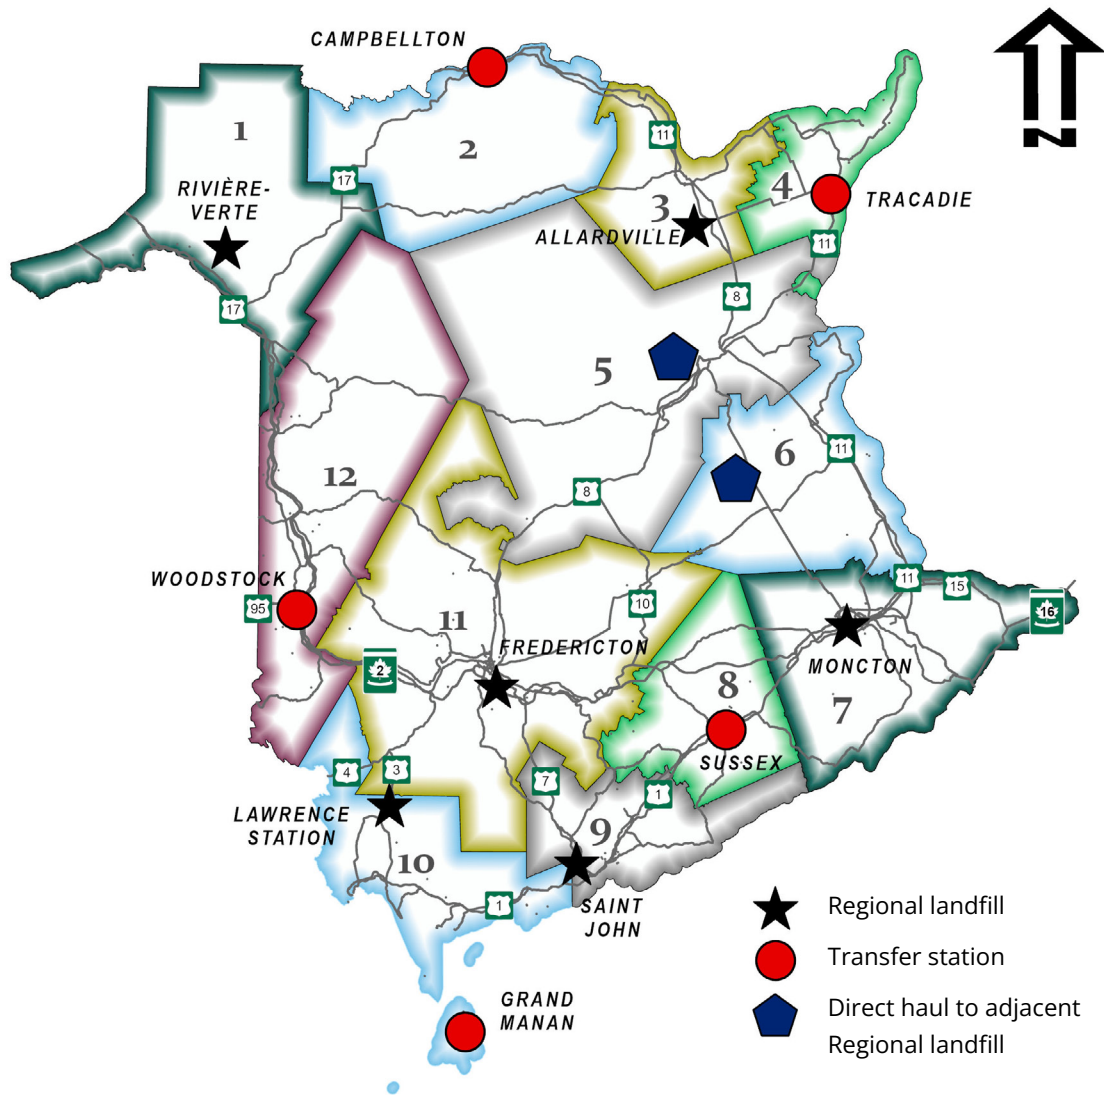 CAMPBELLTON
N
1
2
11
17
4
RIVIÈRE-
VERTE
3
TRACADIE
ALLARDVILLE
11
17
8
5
6
11
12
8
WOODSTOCK
95
11
15
16
10
11
FREDERICTON
MONCTON
2
8
7
SUSSEX
4
3
7
1
LAWRENCE
STATION
9
10
1
SAINT
JOHN
Regional landfill
Transfer station
GRAND
MANAN
Direct haul to adjacent
Regional landfill